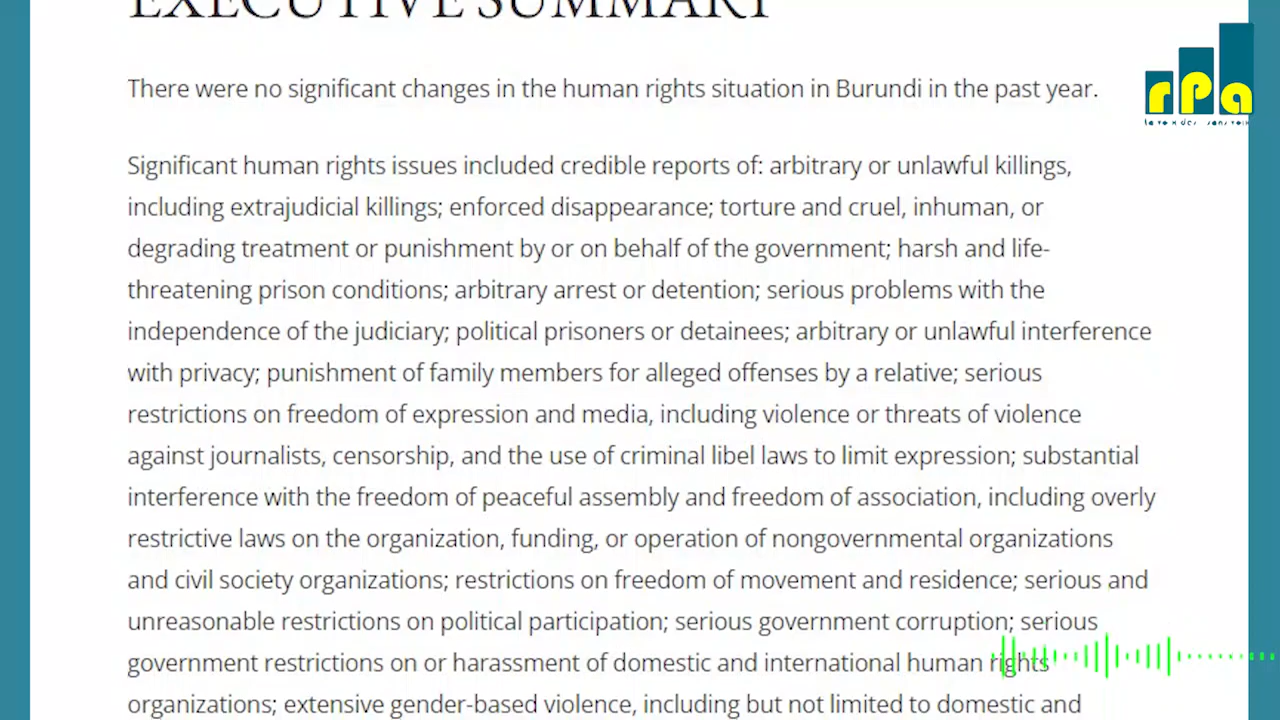 EXECUTIVE SUMMARY
There were no significant changes in the human rights situation in Burundi in the past year.
Significant human rights issues included credible reports of: arbitrary or unlawful killings,
including extrajudicial killings; enforced disappearance; torture and cruel, inhuman, or
degrading treatment or punishment by or on behalf of the government; harsh and life-
threatening prison conditions; arbitrary arrest or detention; serious problems with the
independence of the judiciary; political prisoners or detainees; arbitrary or unlawful interference
with privacy; punishment of family members for alleged offenses by a relative; serious
restrictions on freedom of expression and media, including violence or threats of violence
against journalists, censorship, and the use of criminal libel laws to limit expression; substantial
interference with the freedom of peaceful assembly and freedom of association, including overly
restrictive laws on the organization, funding, or operation of nongovernmental organizations
and civil society organizations; restrictions on freedom of movement and residence; serious and
unreasonable restrictions on political participation; serious government corruption; serious
government restrictions on or harassment of domestic and international human rights
organizations; extensive gender-based violence, including but not limited to domestic and
rPa